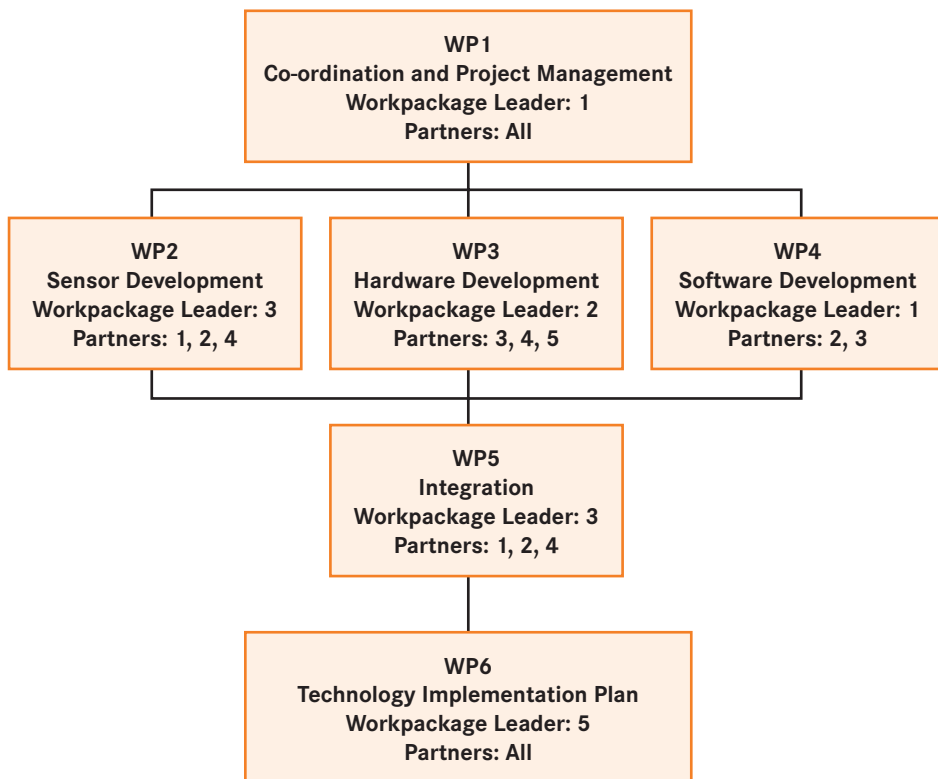 WP1
Co-ordination and Project Management
Workpackage Leader: 1
Partners: All
WP2
Sensor Development
Workpackage Leader: 3
Partners: 1, 2, 4
WP3
Hardware Development
Workpackage Leader: 2
Partners: 3, 4, 5
WP4
Software Development
Workpackage Leader: 1
Partners: 2, 3
WP5
Integration
Workpackage Leader: 3
Partners: 1, 2, 4
WP6
Technology Implementation Plan
Workpackage Leader: 5
Partners: All